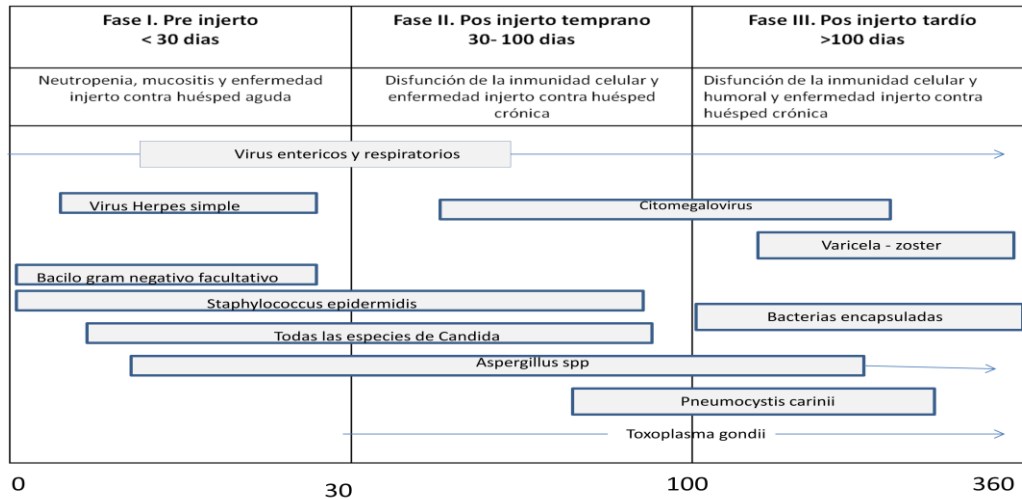 Fase I. Pre injerto
< 30 dias
Fase II. Pos injerto temprano
30- 100 dias
Fase III. Pos injerto tardío
>100 dias
Neutropenia, mucositis y enfermedad
injerto contra huésped aguda
Disfunción de la inmunidad celular y
enfermedad injerto contra huésped
crónica
Disfunción de la inmunidad celular y
humoral y enfermedad injerto contra
huésped crónica
Virus entericos y respiratorios
Virus Herpes simple
Citomegalovirus
Varicela - zoster
Bacilo gram negativo facultativo
Staphylococcus epidermidis
Bacterias encapsuladas
Todas las especies de Candida
Aspergillus spp
Pneumocystis carinii
Toxoplasma gondii
0
30
100
360